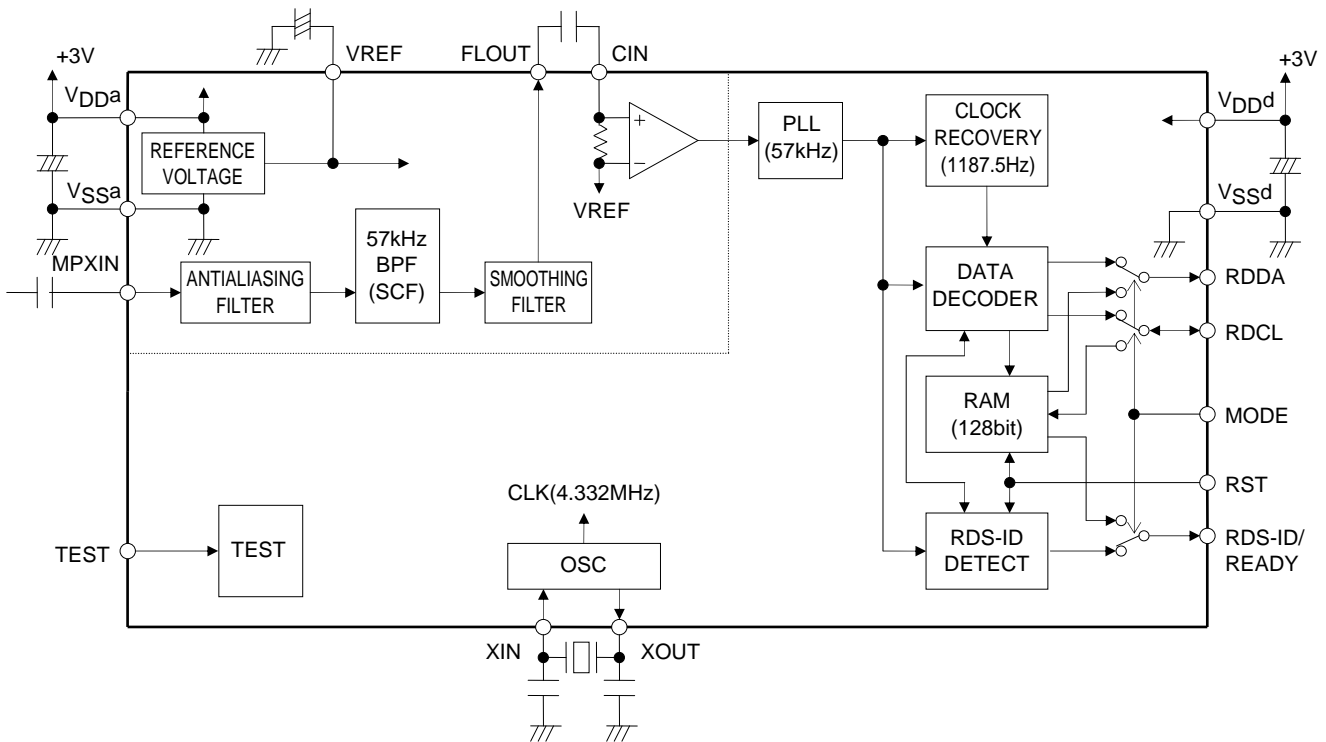 VREF
FLOUT
CIN
+3V
+3V
VDDa
VDDd
REFERENCE
VOLTAGE
+
−
VREF
PLL
(57kHz)
CLOCK
RECOVERY
(1187.5Hz)
VSSa
VSSd
MPXIN
ANTIALIASING
FILTER
57kHz
BPF
(SCF)
SMOOTHING
FILTER
DATA
DECODER
RDDA
RDCL
RAM
(128bit)
MODE
RST
CLK(4.332MHz)
TEST
TEST
OSC
RDS-ID
DETECT
RDS-ID/
READY
XIN
XOUT